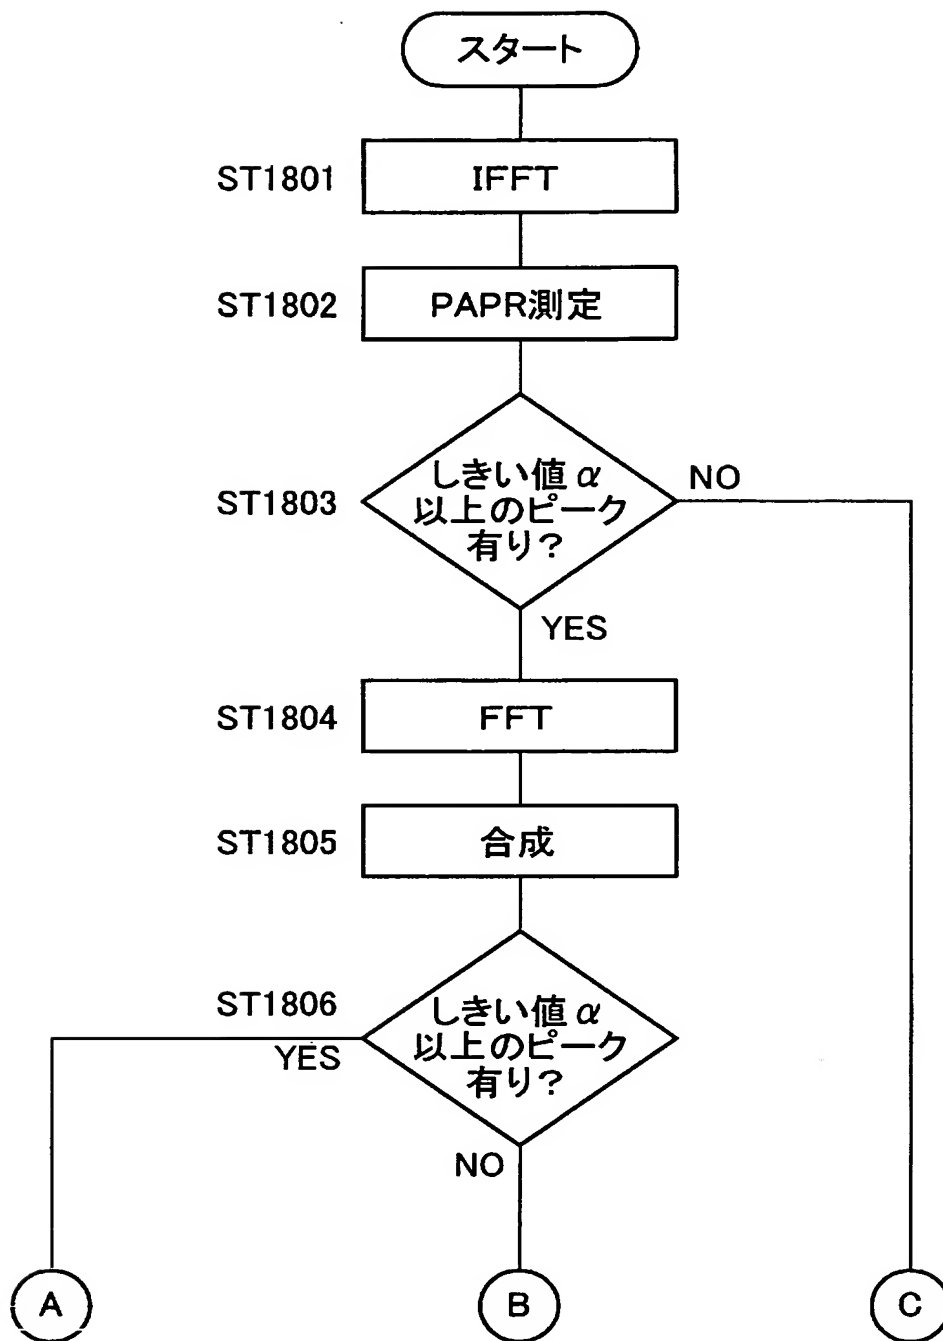 スタート
ST1801
IFFT
ST1802
PAPR測定
ST1803
しきい値α
以上のピーク
有り?
NO
YES
ST1804
FFT
ST1805
合成
ST1806
しきい値α
以上のピーク
有り?
YES
NO
A
B
C